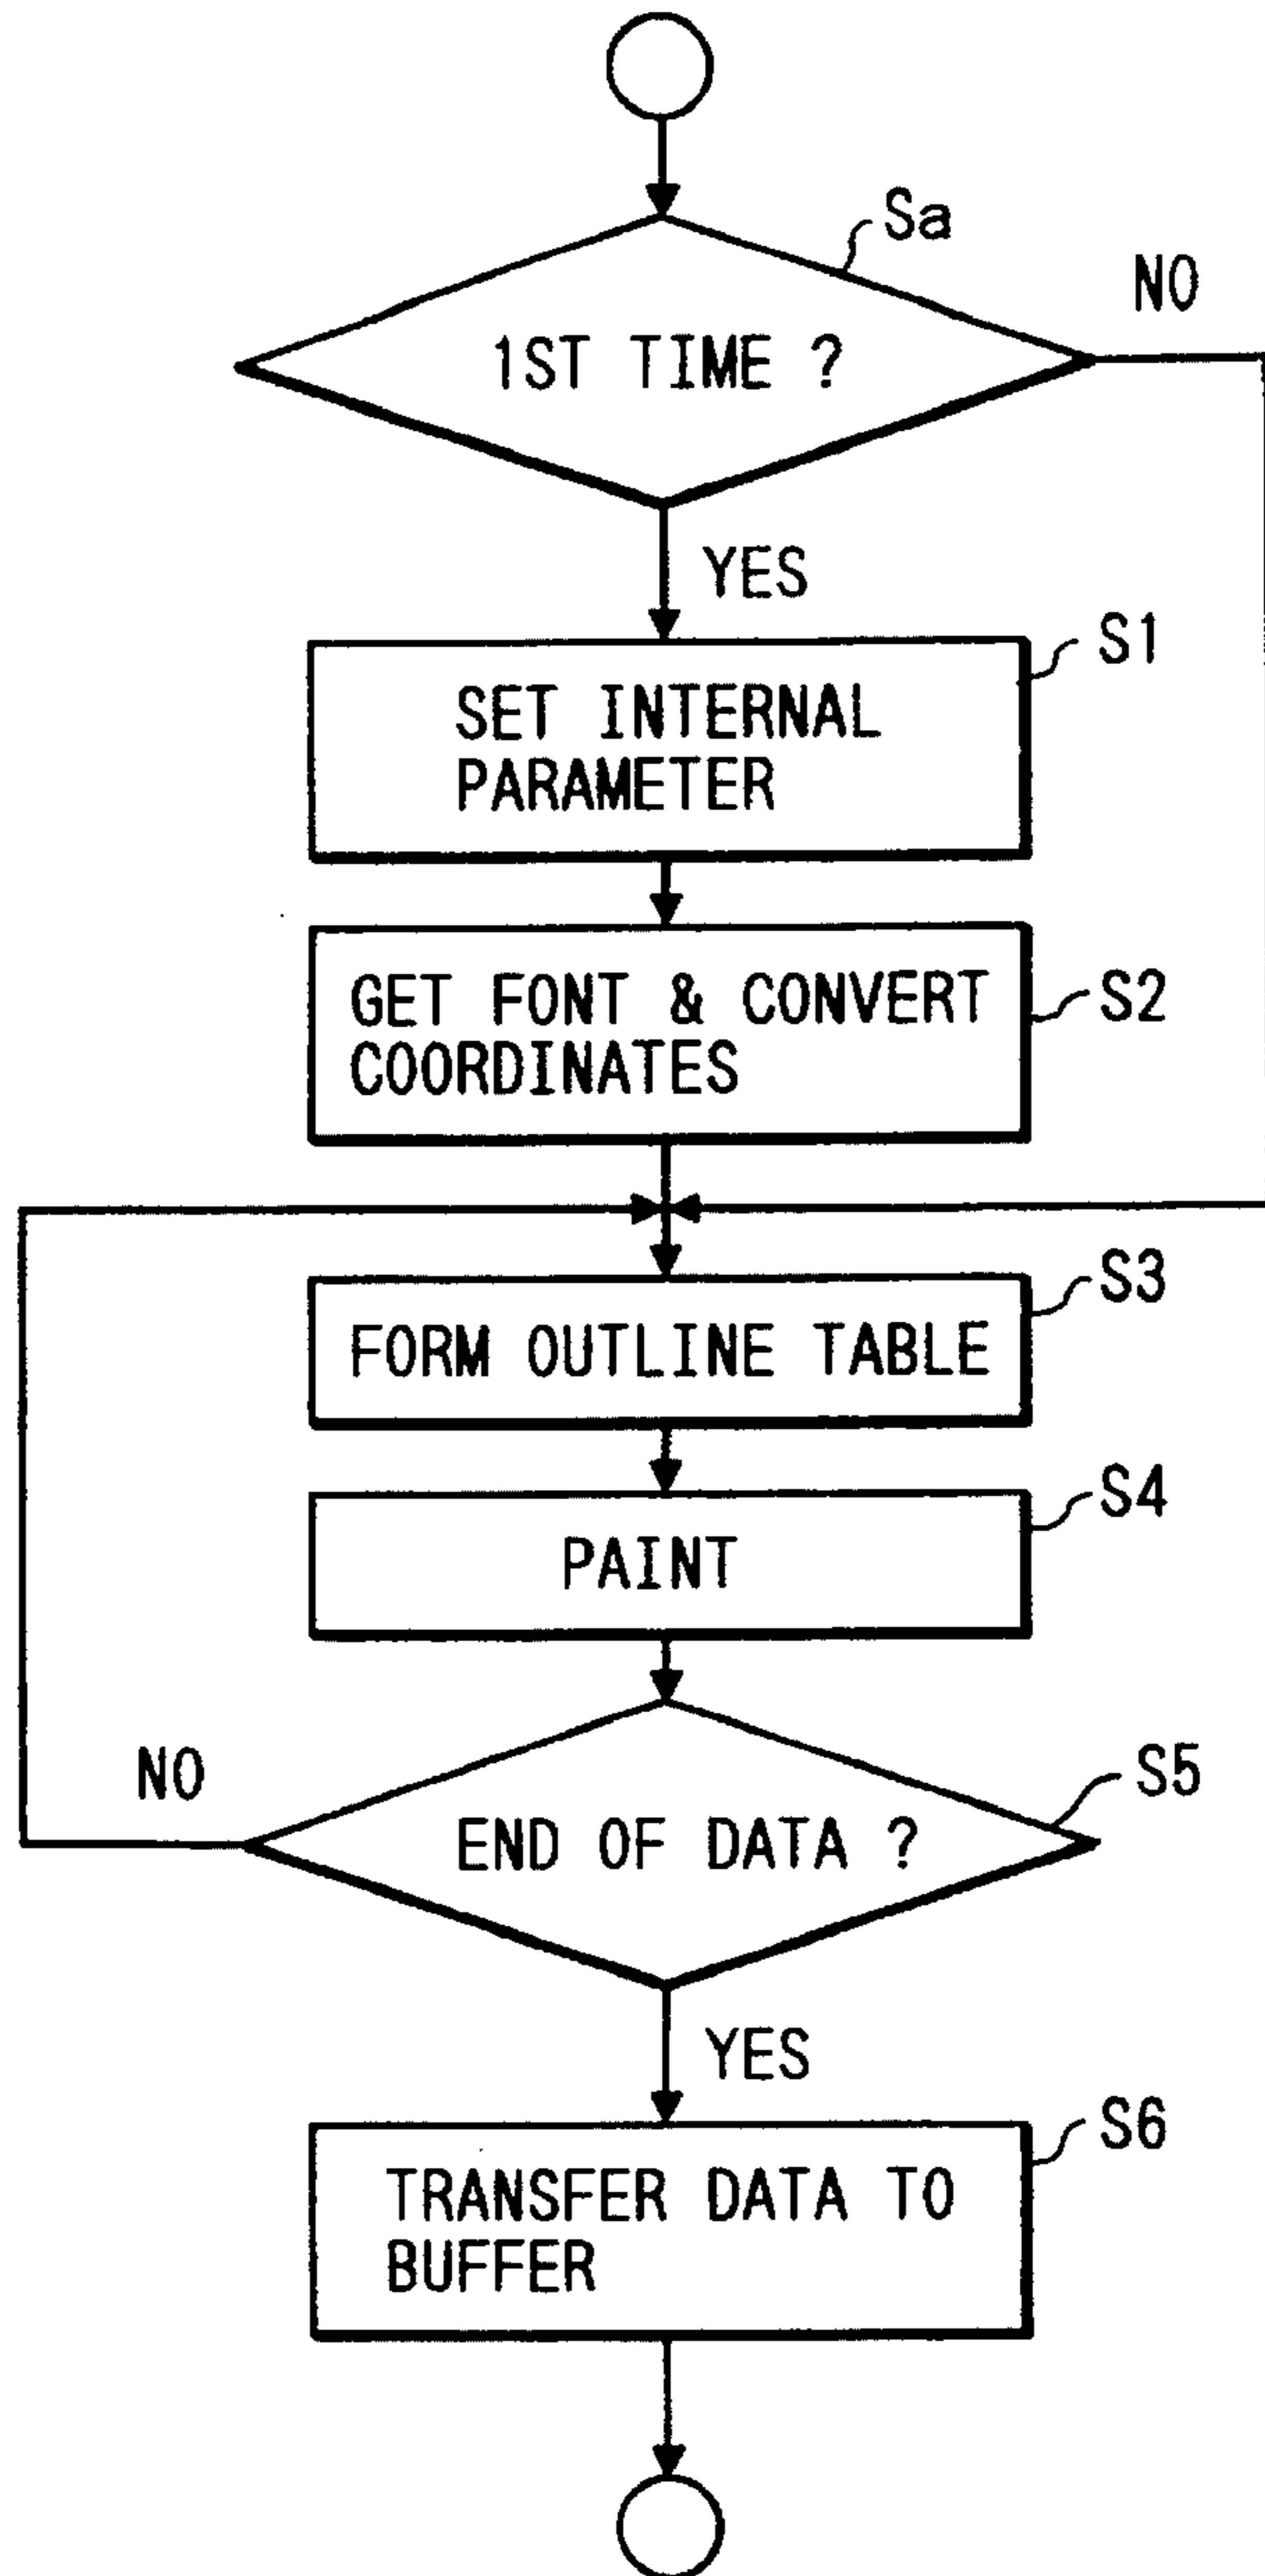 Sa
NO
1ST TIME ?
YES
S1
SET INTERNAL
PARAMETER
S2
GET FONT & CONVERT
COORDINATES
S3
FORM OUTLINE TABLE
S4
PAINT
NO
S5
END OF DATA ?
YES
S6
TRANSFER DATA TO
BUFFER